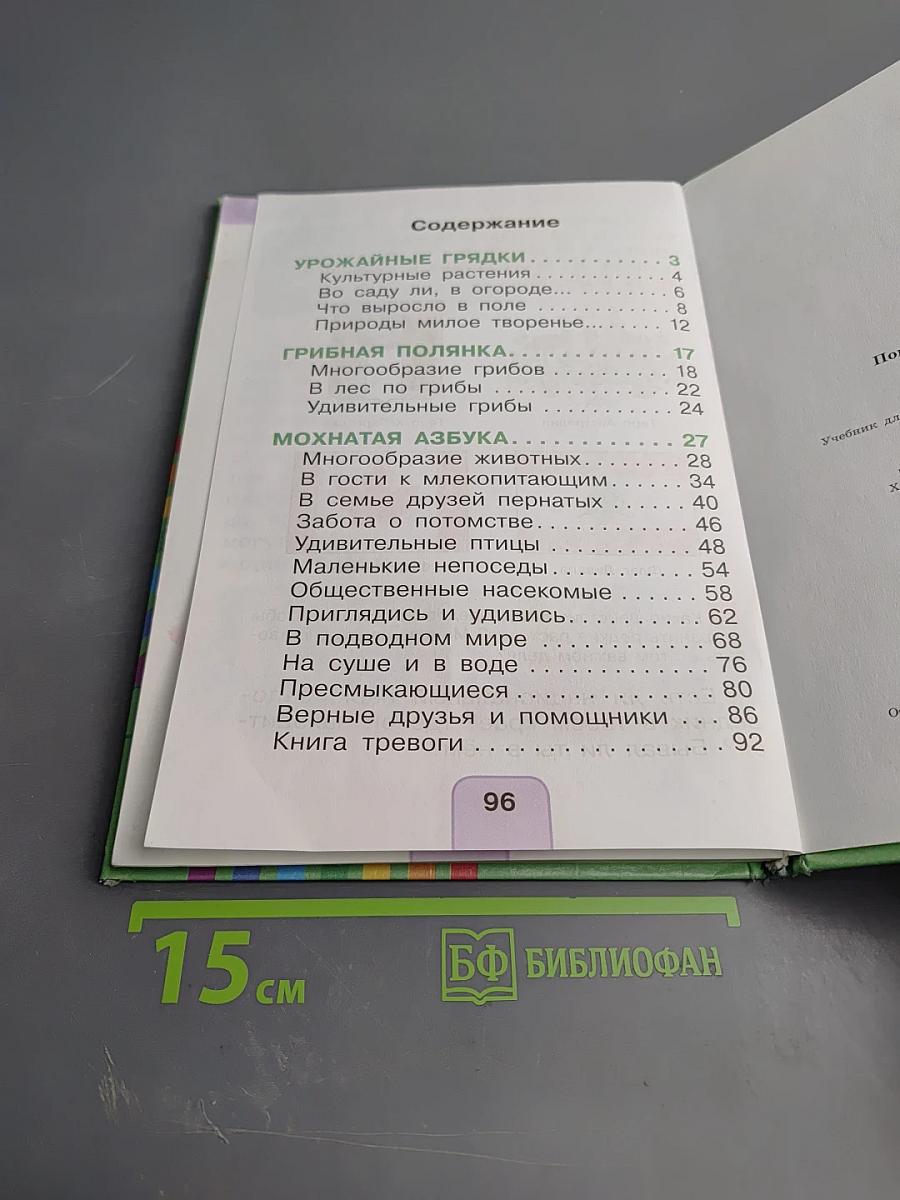 Содержание
УРОЖАЙНЫЕ ГРЯДКИ . . . . . . . . . . . 3
Культурные растения . . . . . . . . . . . 4
Во саду ли, в огороде... . . . . . . . . 6
Что выросло в поле . . . . . . . . . . . 8
Природы милое творенье... . . . . . 12
ГРИБНАЯ ПОЛЯНКА. . . . . . . . . . . . 17
Многообразие грибов . . . . . . . . . . 18
В лес по грибы . . . . . . . . . . . . . . 22
Удивительные грибы . . . . . . . . . . . 24
МОХНАТАЯ АЗБУКА. . . . . . . . . . . . 27
Многообразие животных. . . . . . . . 28
В гости к млекопитающим. . . . . . 34
В семье друзей пернатых . . . . . . 40
Забота о потомстве. . . . . . . . . . . 46
Удивительные птицы . . . . . . . . . . 48
Маленькие непоседы. . . . . . . . . . 54
Общественные насекомые . . . . . . 58
Приглядись и удивись. . . . . . . . . 62
В подводном мире . . . . . . . . . . . 68
На суше и в воде . . . . . . . . . . . 76
Пресмыкающиеся . . . . . . . . . . . . 80
Верные друзья и помощники . . . 86
Книга тревоги . . . . . . . . . . . . . . 92
96
Учебник
15 см
БФ БИБЛИОФАН